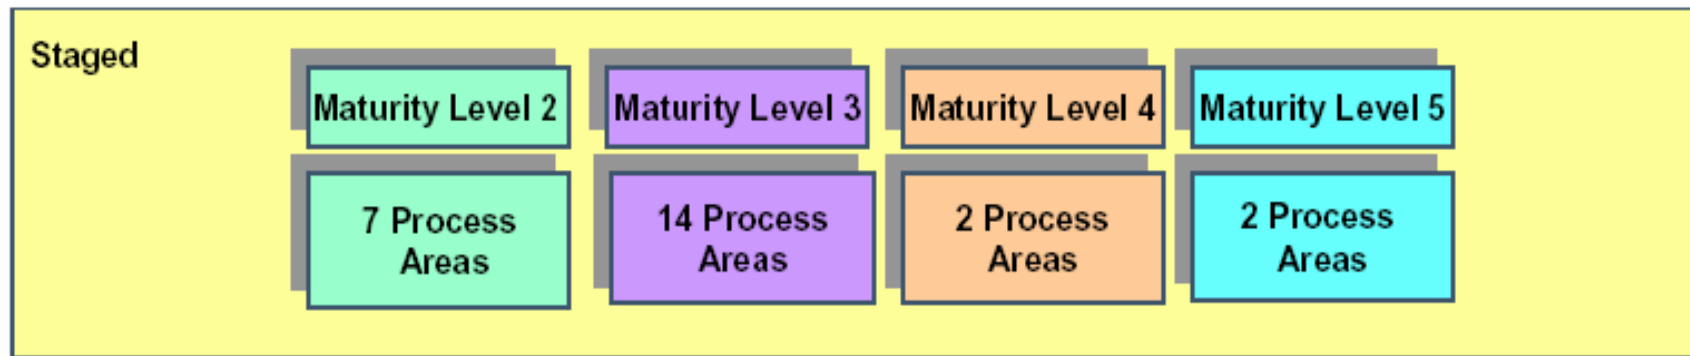 Staged
Maturity Level 2
Maturity Level 3
Maturity Level 4
Maturity Level 5
7 Process
Areas
14 Process
Areas
2 Process
Areas
2 Process
Areas